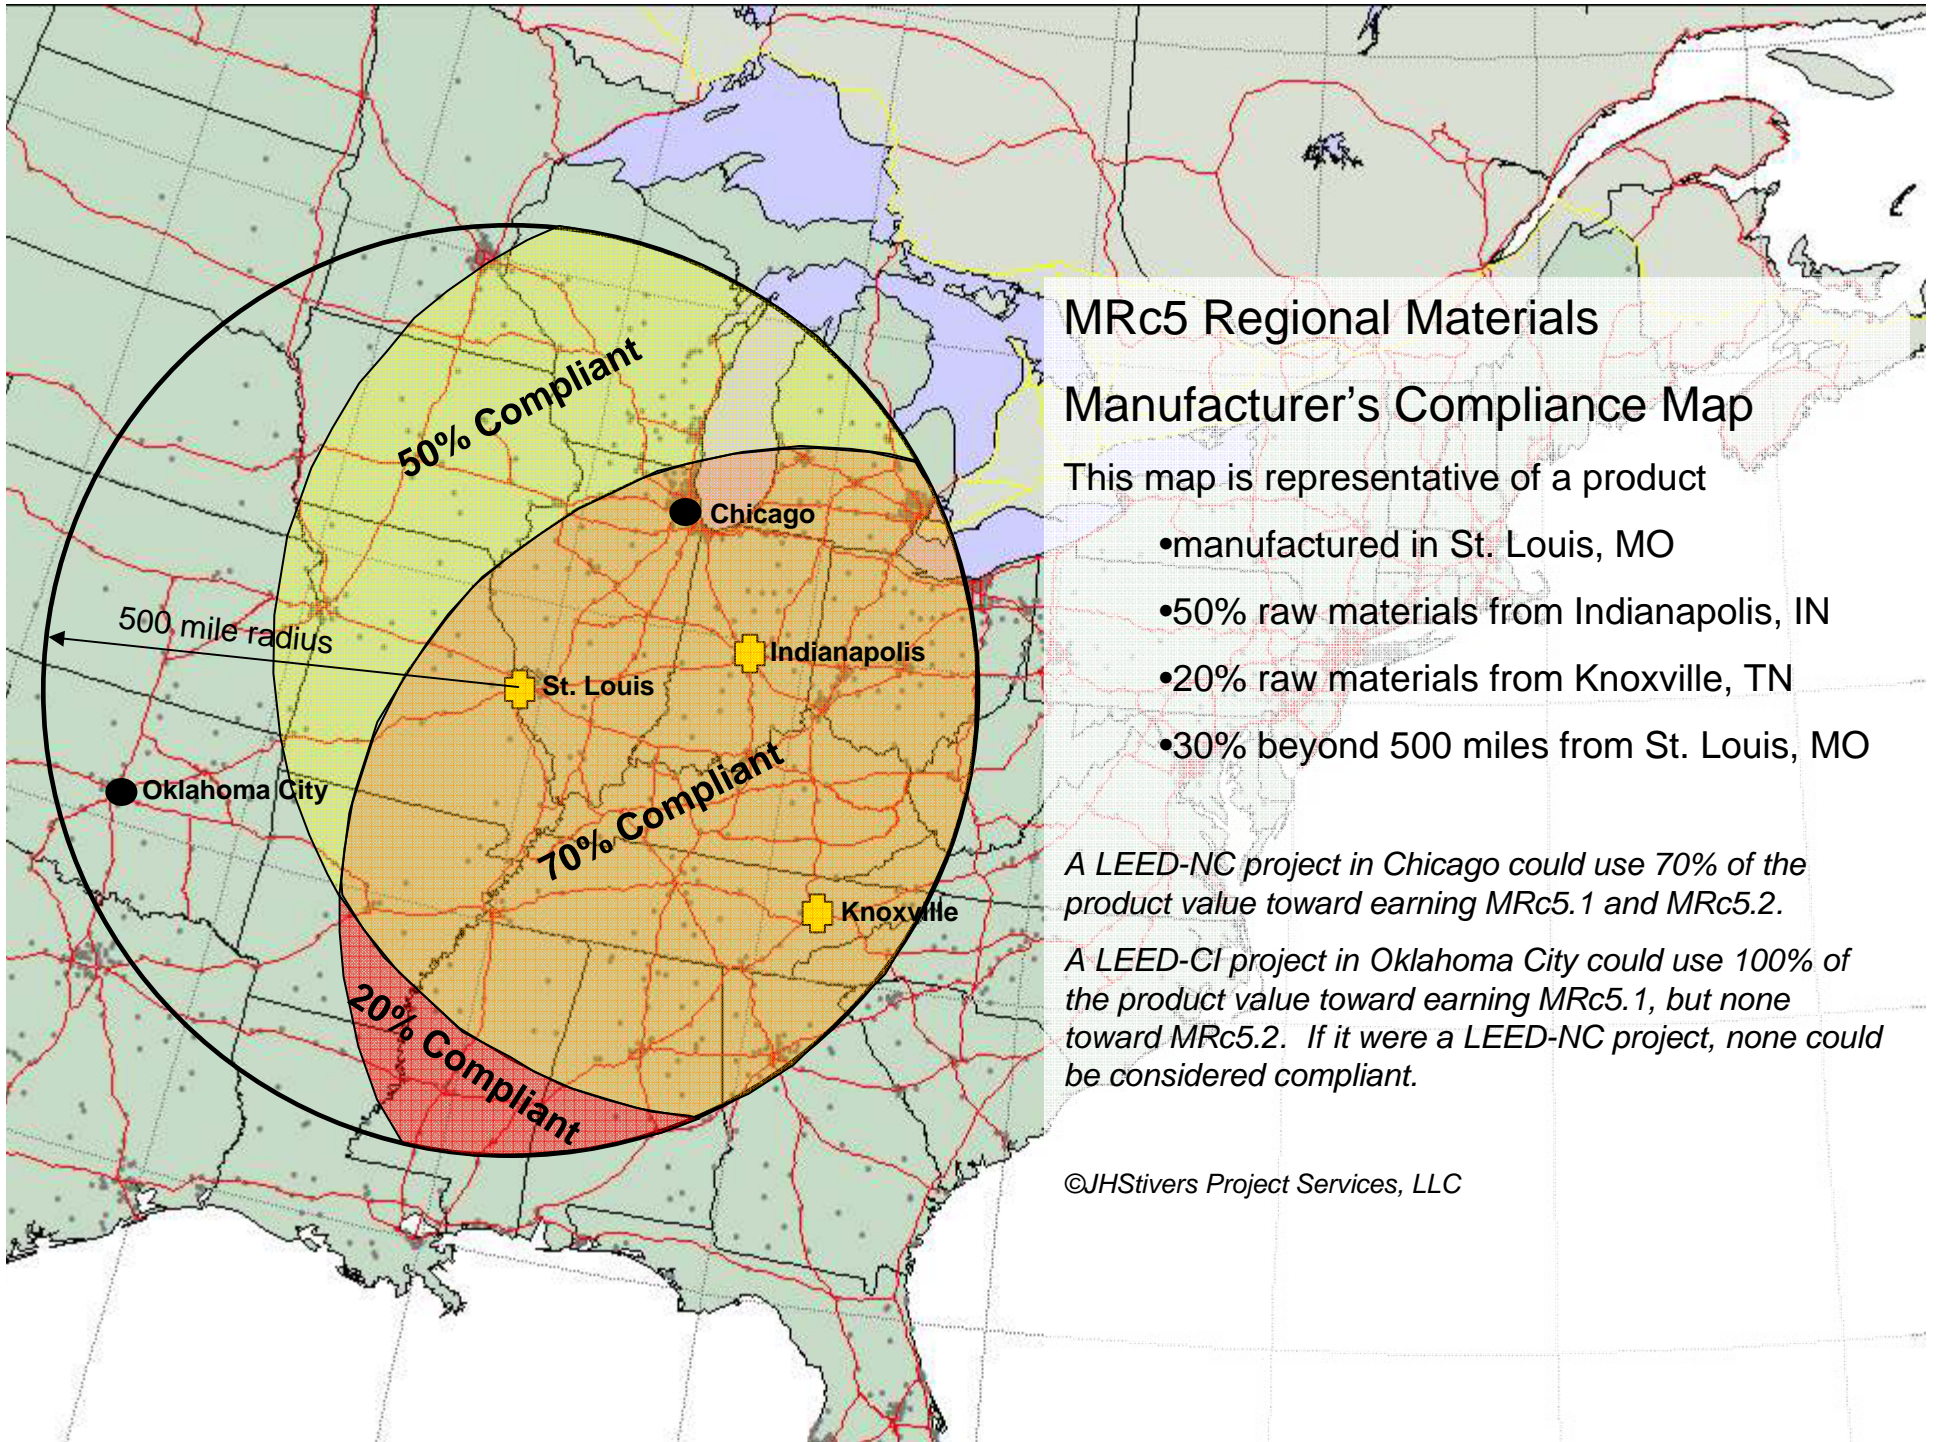 MRc5 Regional Materials
Manufacturer’s Compliance Map
This map is representative of a product
•manufactured in St. Louis, MO
•50% raw materials from Indianapolis, IN
•20% raw materials from Knoxville, TN
•30% beyond 500 miles from St. Louis, MO
A LEED-NC project in Chicago could use 70% of the
product value toward earning MRc5.1 and MRc5.2.
A LEED-CI project in Oklahoma City could use 100% of
the product value toward earning MRc5.1, but none
toward MRc5.2.  If it were a LEED-NC project, none could
be considered compliant.
©JHStivers Project Services, LLC
50% Compliant
Chicago
500 mile radius
Indianapolis
St. Louis
Oklahoma City
70% Compliant
Knoxville
20% Compliant